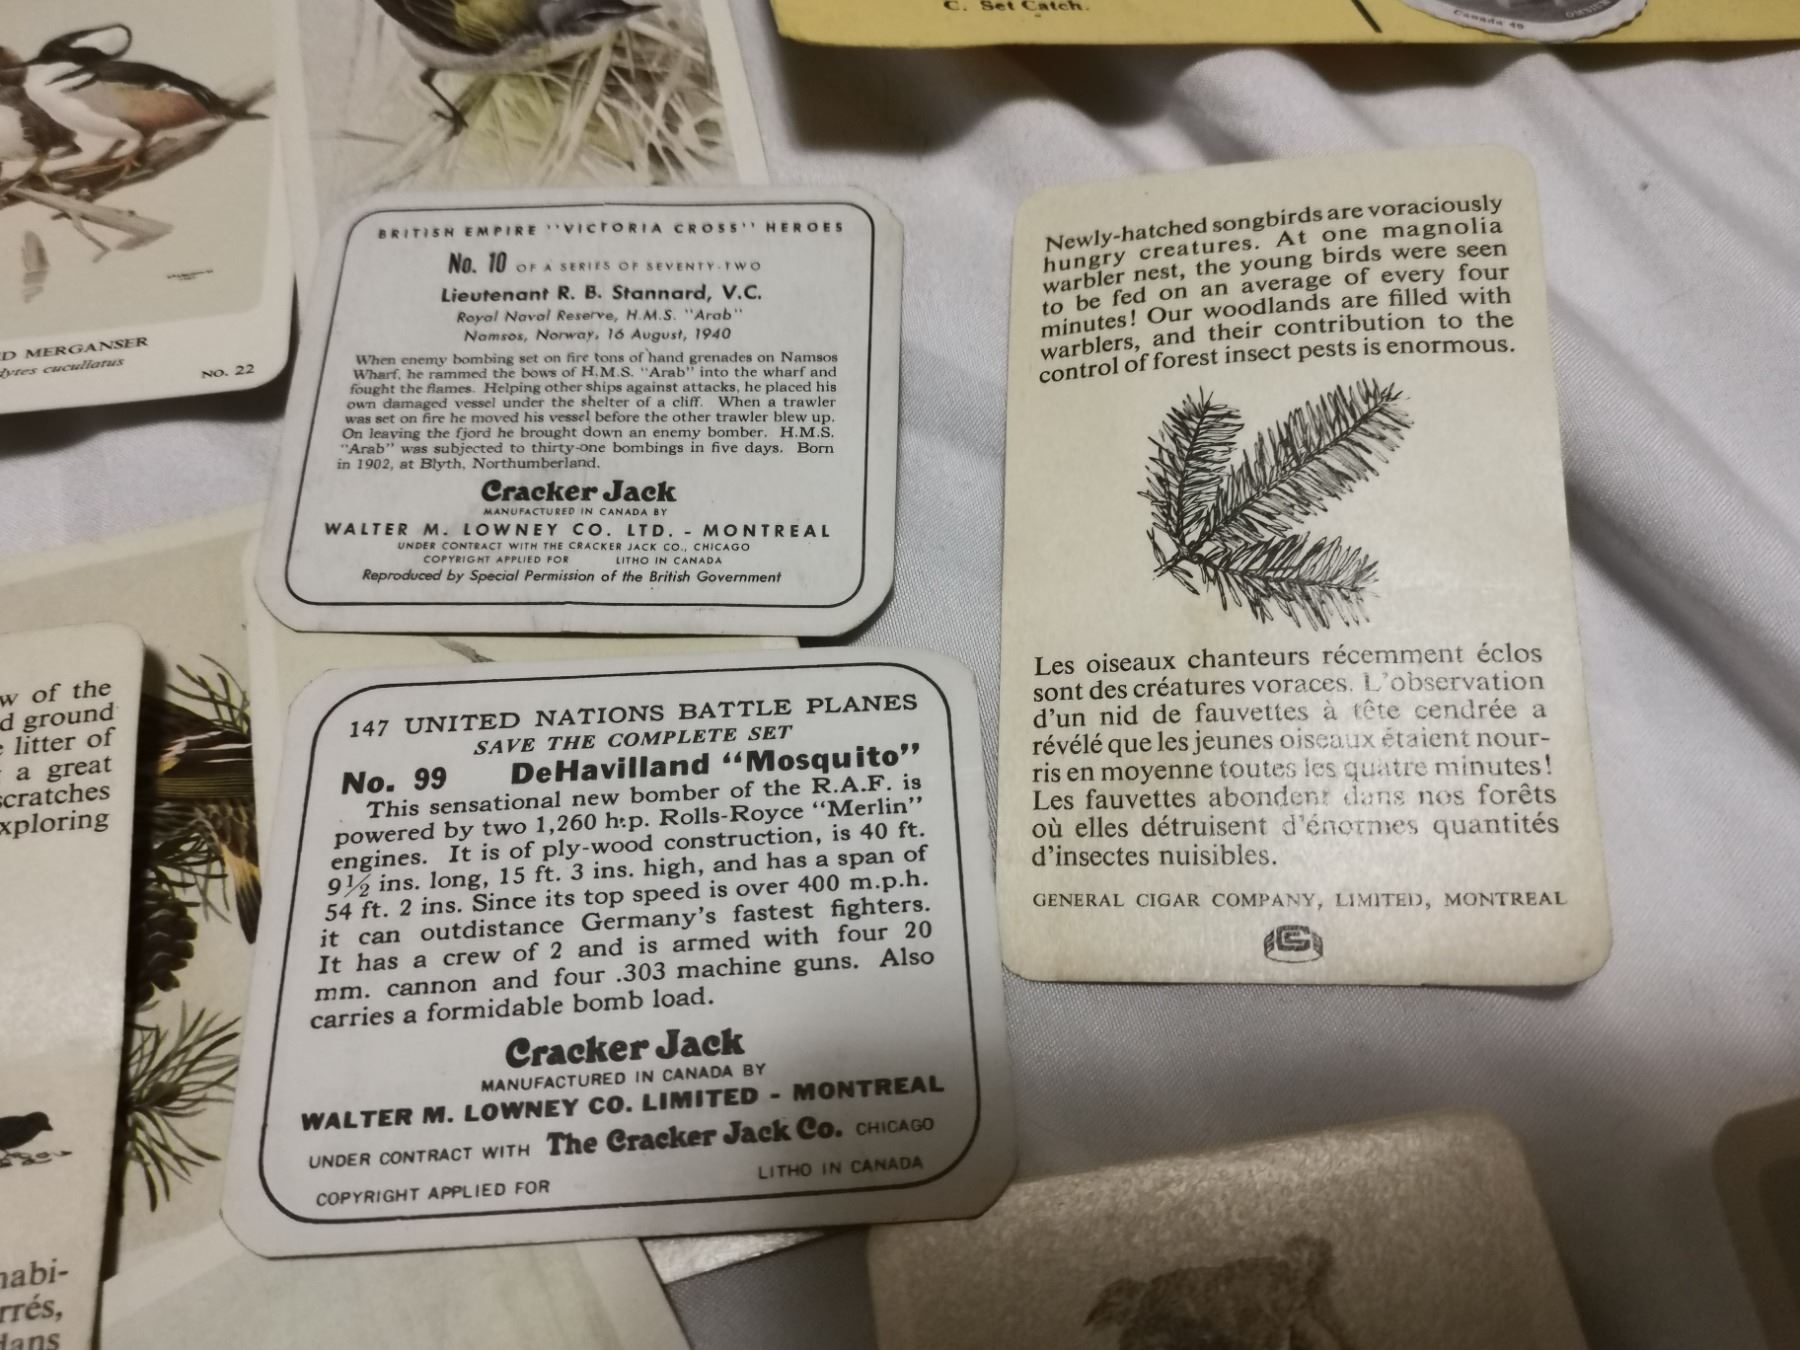 C. Set Catch.
Canada 40
D MERGANSER
dytes cucullatus
NO. 22
BRITISH EMPIRE "VICTORIA CROSS" HEROES
No. 10 OF A SERIES OF SEVENTY-TWO
Lieutenant R. B. Stannard, V.C.
Royal Naval Reserve, H.M.S. "Arab"
Namsos, Norway, 16 August, 1940
When enemy bombing set on fire tons of hand grenades on Namsos
Wharf, he rammed the bows of H.M.S. "Arab" into the wharf and
fought the flames. Helping other ships against attacks, he placed his
own damaged vessel under the shelter of a cliff. When a trawler
was set on fire he moved his vessel before the other trawler blew up.
On leaving the fjord he brought down an enemy bomber. H.M.S.
"Arab" was subjected to thirty-one bombings in five days. Born
in 1902, at Blyth, Northumberland.
Cracker Jack
MANUFACTURED IN CANADA BY
WALTER M. LOWNEY CO. LTD. - MONTREAL
UNDER CONTRACT WITH THE CRACKER JACK CO., CHICAGO
COPYRIGHT APPLIED FOR LITHO IN CANADA
Reproduced by Special Permission of the British Government
147 UNITED NATIONS BATTLE PLANES
SAVE THE COMPLETE SET
No. 99 DeHavilland "Mosquito"
This sensational new bomber of the R.A.F. is
powered by two 1,260 h.p. Rolls-Royce "Merlin"
engines. It is of ply-wood construction, is 40 ft.
9½ ins. long, 15 ft. 3 ins. high, and has a span of
54 ft. 2 ins. Since its top speed is over 400 m.p.h.
it can outdistance Germany's fastest fighters.
It has a crew of 2 and is armed with four 20
mm. cannon and four .303 machine guns. Also
carries a formidable bomb load.
Cracker Jack
MANUFACTURED IN CANADA BY
WALTER M. LOWNEY CO. LIMITED - MONTREAL
UNDER CONTRACT WITH The Cracker Jack Co. CHICAGO
COPYRIGHT APPLIED FOR LITHO IN CANADA
Newly-hatched songbirds are voraciously
hungry creatures. At one magnolia
warbler nest, the young birds were seen
to be fed on an average of every four
minutes! Our woodlands are filled with
warblers, and their contribution to the
control of forest insect pests is enormous.
Les oiseaux chanteurs récemment éclos
sont des créatures voraces. L'observation
d'un nid de fauvettes à tête cendrée a
révélé que les jeunes oiseaux étaient nour-
ris en moyenne toutes les quatre minutes!
Les fauvettes abondent dans nos forêts
où elles détruisent d'énormes quantités
d'insectes nuisibles.
GENERAL CIGAR COMPANY, LIMITED, MONTREAL
w of the
d ground
litter of
a great
scratches
xploring
habi-
rrés,
dans